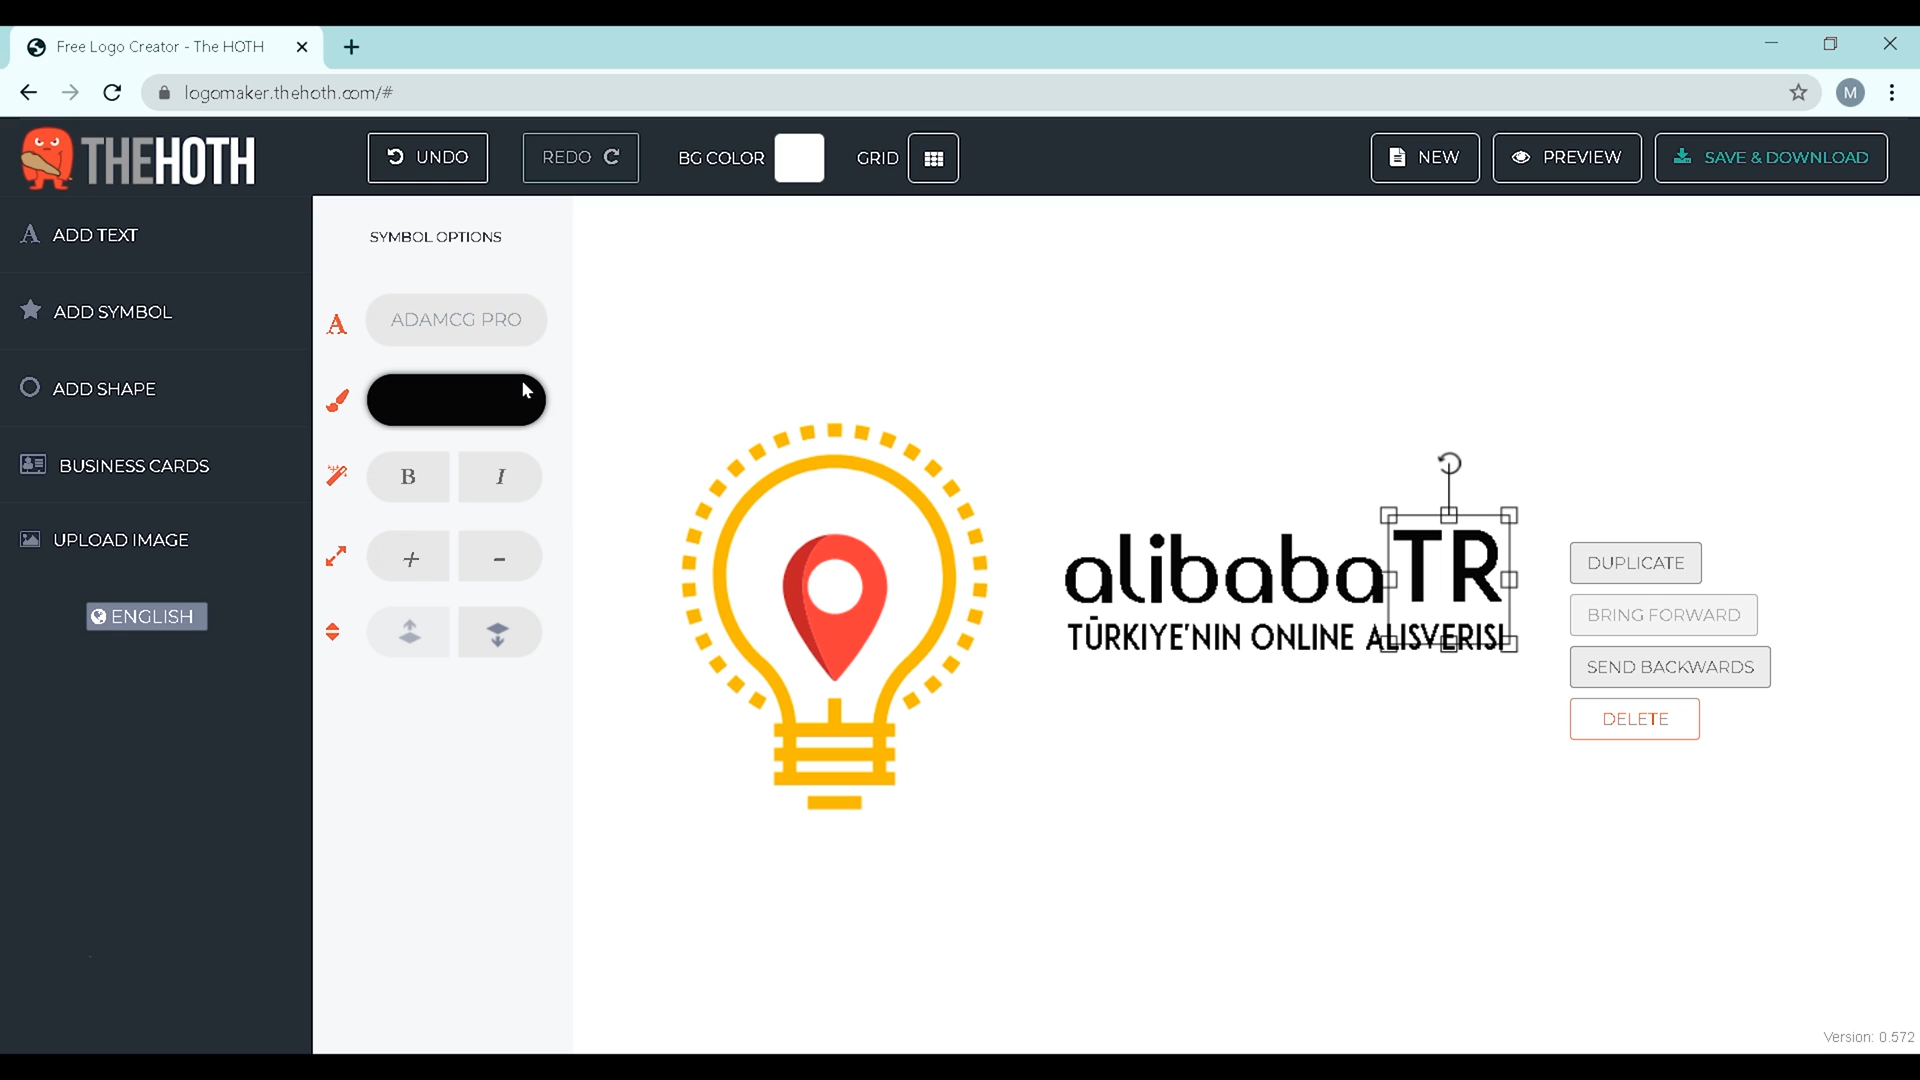 Free Logo Creator - The HOTH
logomaker.thehoth.com/#
M
THEHOTH
UNDO
REDO
BG COLOR
GRID
NEW
PREVIEW
SAVE & DOWNLOAD
ADD TEXT
ADD SYMBOL
ADD SHAPE
BUSINESS CARDS
UPLOAD IMAGE
ENGLISH
SYMBOL OPTIONS
ADAMCG PRO
B I
+ -
alibabaTR
TÜRKIYE'NIN ONLINE ALISVERISI
DUPLICATE
BRING FORWARD
SEND BACKWARDS
DELETE
Version: 0.572